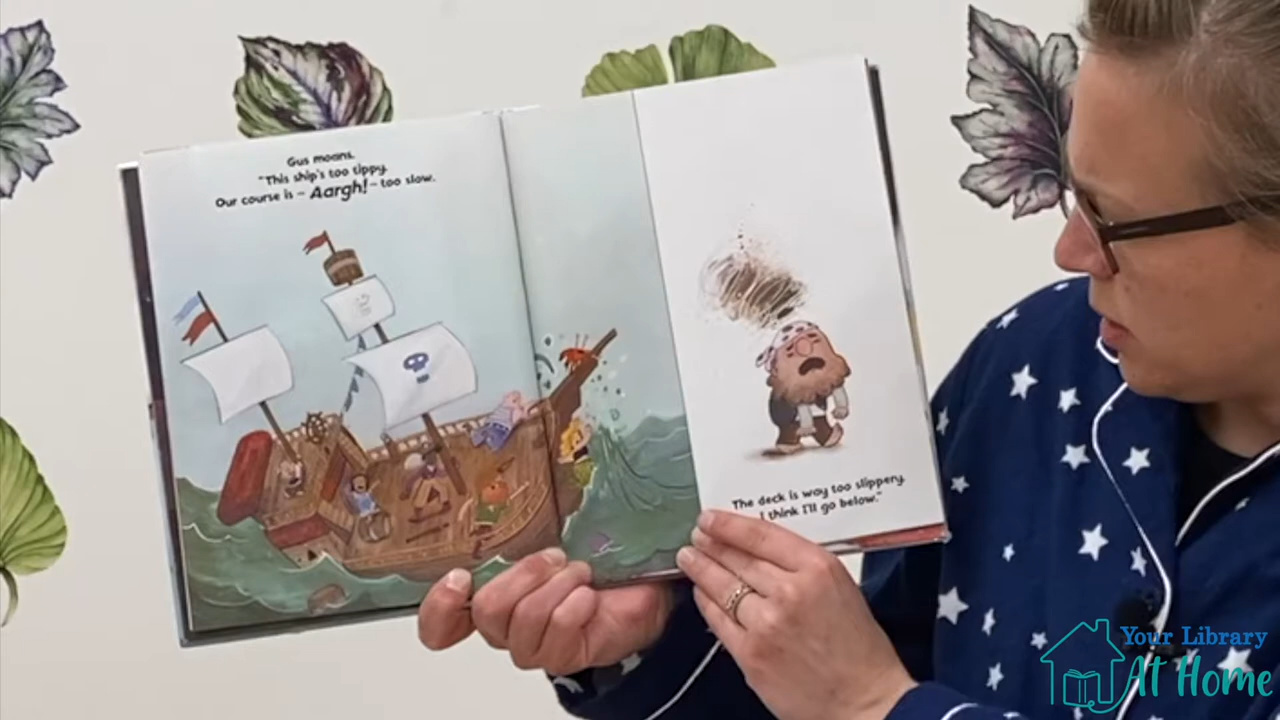 Gus moans.
"This ship's too tippy.
Our course is – Aargh! – too slow.
The deck is way too slippery.
I think I'll go below."
Your Library
At Home